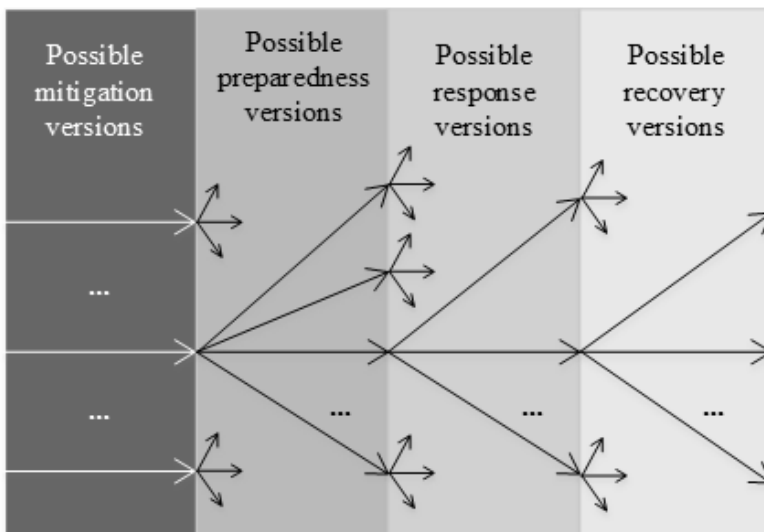 Possible
mitigation
versions
Possible
preparedness
versions
Possible
response
versions
Possible
recovery
versions
...
...
...
...
...